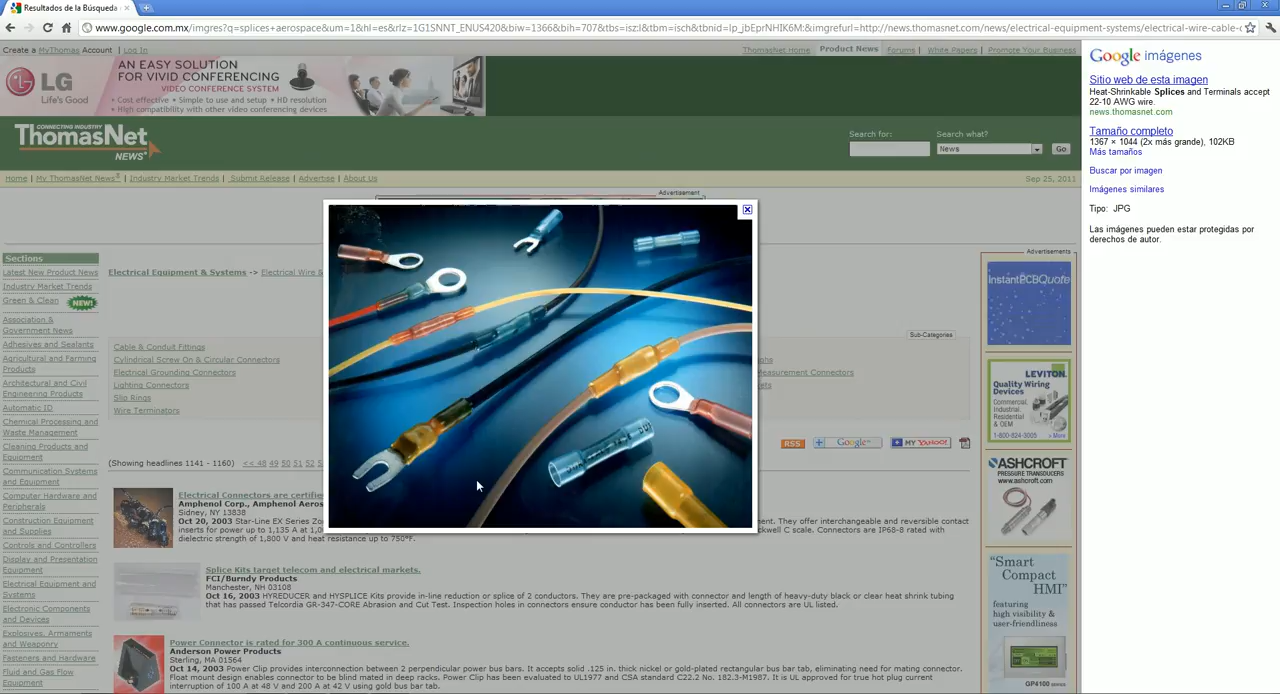 Resultados de la Búsqueda
www.google.com.mx/imgres?q=splices+aerospace&um=1&hl=es&rlz=1G1SNNT_ENUS420&biw=1366&bih=707&tbs=isz:l&tbm=isch&tbnid=lp_jbEprNHIK6M:&imgrefurl=http://news.thomasnet.com/news/electrical-equipment-systems/electrical-wire-cable-c
Create a MyThomas Account | Log In
ThomasNet Home | Product News | Forums | White Papers | Promote Your Business
LG
Life's Good
AN EASY SOLUTION
FOR VIVID CONFERENCING
VIDEO CONFERENCE SYSTEM
• Cost effective • Simple to use and setup • HD resolution
• High compatibility with other video conferencing devices
CONNECTING INDUSTRY
ThomasNet
NEWS
Search for:
Search what?
News
Go
Home | My ThomasNet News | Industry Market Trends | Submit Release | Advertise | About Us
Sep 25, 2011
Advertisement
Sections
Latest New Product News
Industry Market Trends
Green & Clean NEW!
Association &
Government News
Adhesives and Sealants
Agricultural and Farming
Products
Architectural and Civil
Engineering Products
Automatic ID
Chemical Processing and
Waste Management
Cleaning Products and
Equipment
Communication Systems
and Equipment
Computer Hardware and
Peripherals
Construction Equipment
and Supplies
Controls and Controllers
Display and Presentation
Equipment
Electrical Equipment and
Systems
Electronic Components
and Devices
Explosives, Armaments
and Weaponry
Fasteners and Hardware
Fluid and Gas Flow
Equipment
Electrical Equipment & Systems -> Electrical Wire &
Sub-Categories
Cable & Conduit Fittings
Cylindrical Screw On & Circular Connectors
Electrical Grounding Connectors
Lighting Connectors
Slip Rings
Wire Terminators
Measurement Connectors
RSS
Google
MY YAHOO!
(Showing headlines 1141 - 1160) << 48 49 50 51 52
Electrical Connectors are certifie
Amphenol Corp., Amphenol Aeros
Sidney, NY 13838
Oct 20, 2003 Star-Line EX Series Zo
ment. They offer interchangeable and reversible contact
inserts for power up to 1,135 A at 1,0
ckwell C scale. Connectors are IP68-8 rated with
dielectric strength of 1,800 V and heat resistance up to 750°F.
Splice Kits target telecom and electrical markets.
FCI/Burndy Products
Manchester, NH 03108
Oct 16, 2003 HYREDUCER and HYSPLICE Kits provide in-line reduction or splice of 2 conductors. They are pre-packaged with connector and length of heavy-duty black or clear heat shrink tubing
that has passed Telcordia GR-347-CORE Abrasion and Cut Test. Inspection holes in connectors ensure conductor has been fully inserted. All connectors are UL listed.
Power Connector is rated for 300 A continuous service.
Anderson Power Products
Sterling, MA 01564
Oct 14, 2003 Power Clip provides interconnection between 2 perpendicular power bus bars. It accepts solid .125 in. thick nickel or gold-plated rectangular bus bar tab, eliminating need for mating connector.
Float mount design enables connector to be blind mated in deep racks. Power Clip has been evaluated to UL1977 and CSA standard C22.2 No. 182.3-M1987. It is UL approved for true hot plug current
interruption of 100 A at 48 V and 200 A at 42 V using gold bus bar tab.
Advertisements
InstantPCBQuote
LEVITON
Quality Wiring
Devices
Commercial,
Industrial,
Residential
& OEM
1-800-824-3005
» More
ASHCROFT
PRESSURE TRANSDUCERS
www.ashcroft.com
"Smart
Compact
HMI"
featuring
high visibility &
user-friendliness
GP4100 series
Google imágenes
Sitio web de esta imagen
Heat-Shrinkable Splices and Terminals accept
22-10 AWG wire.
news.thomasnet.com
Tamaño completo
1367 × 1044 (2x más grande), 102KB
Más tamaños
Buscar por imagen
Imágenes similares
Tipo: JPG
Las imágenes pueden estar protegidas por
derechos de autor.